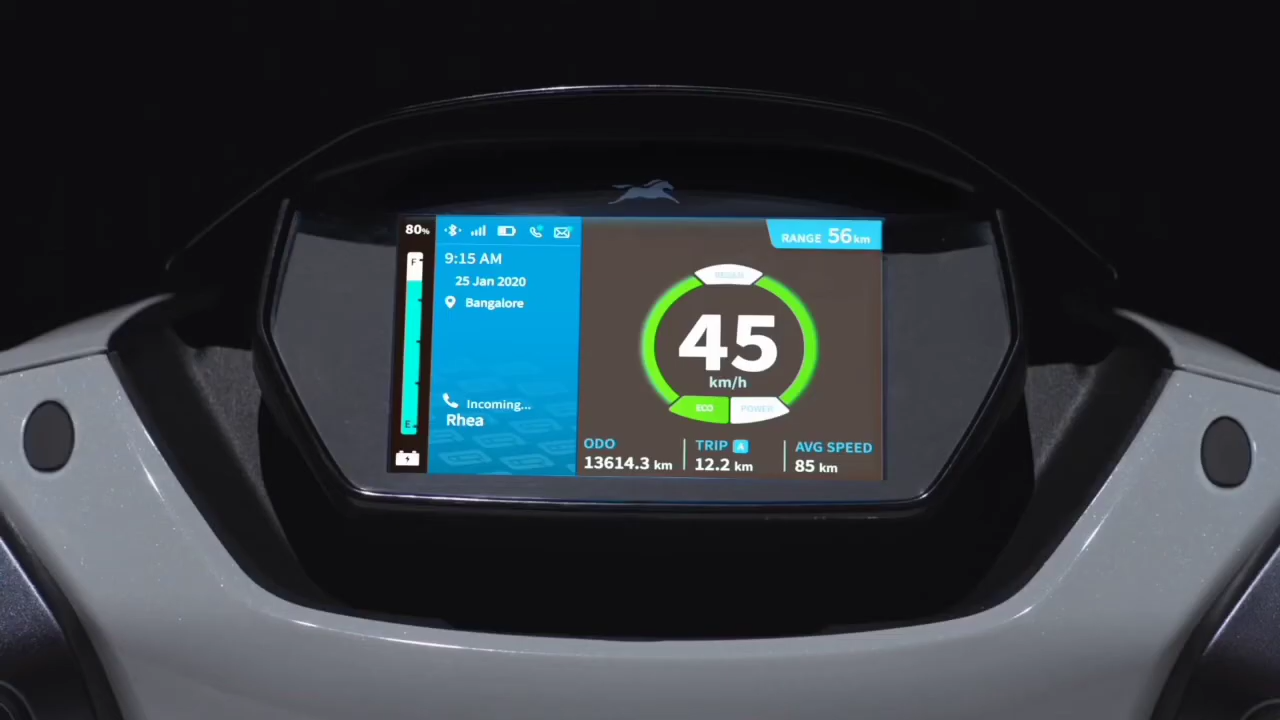 80%
F
E
9:15 AM
25 Jan 2020
Bangalore
Incoming...
Rhea
RANGE 56 km
45
km/h
ECO
POWER
ODO
13614.3 km
TRIP A
12.2 km
AVG SPEED
85 km